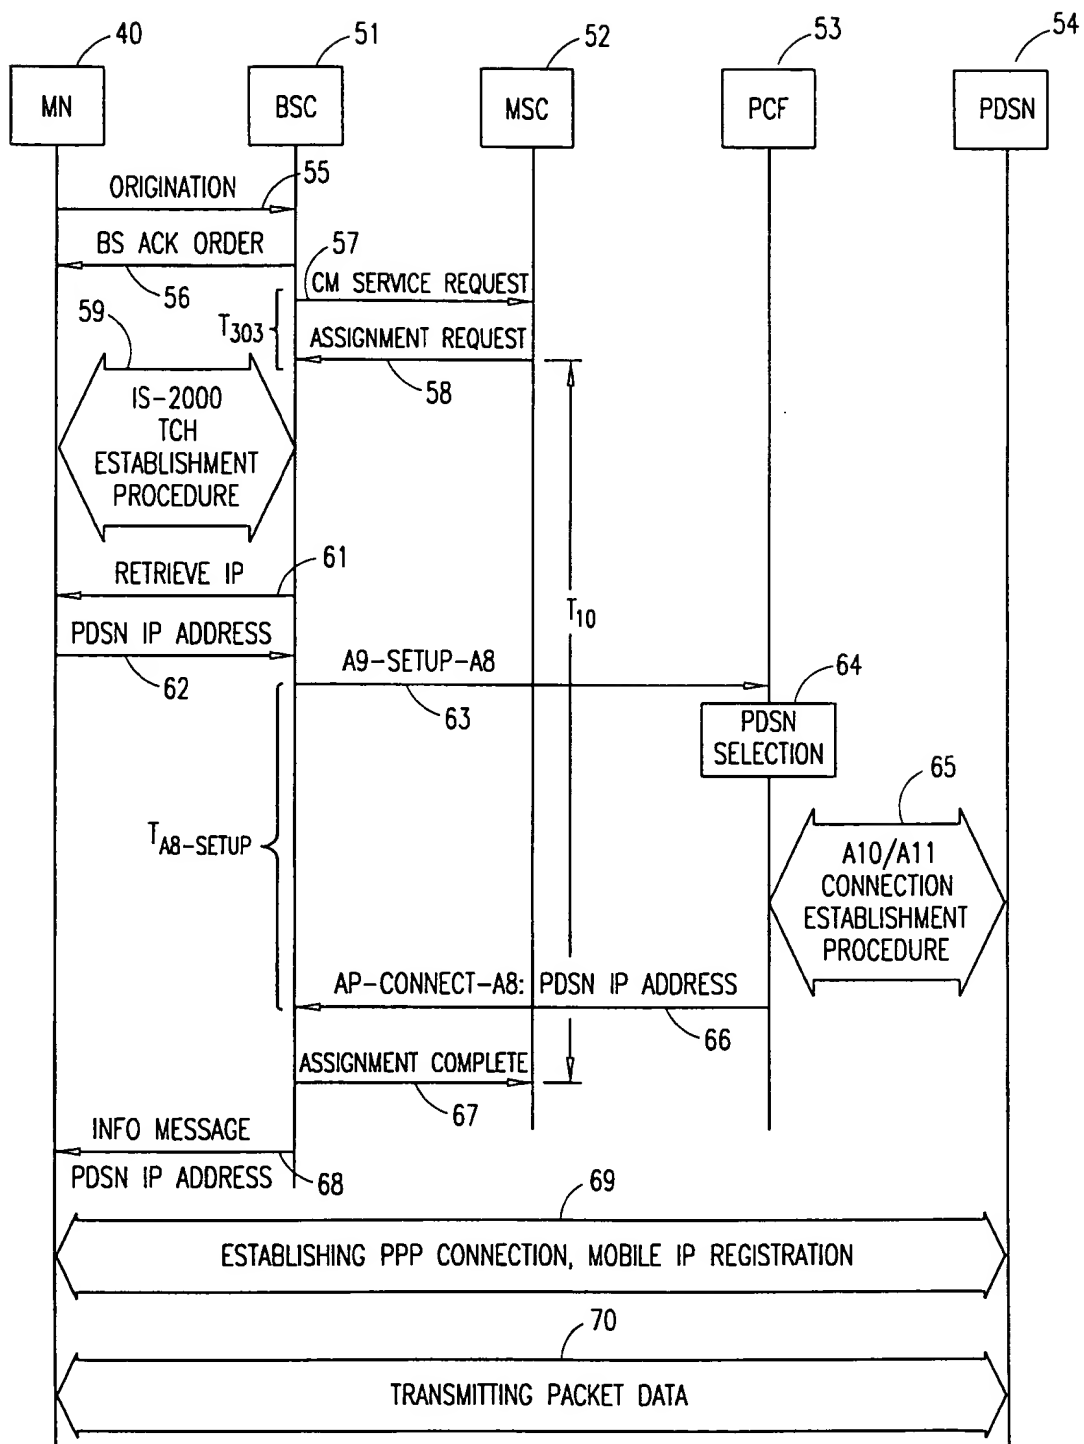 40
51
52
53
54
MN
BSC
MSC
PCF
PDSN
ORIGINATION
55
BS ACK ORDER
56
57
CM SERVICE REQUEST
T303
59
ASSIGNMENT REQUEST
58
IS-2000
TCH
ESTABLISHMENT
PROCEDURE
61
RETRIEVE IP
T10
PDSN IP ADDRESS
62
A9-SETUP-A8
63
64
PDSN
SELECTION
65
TA8-SETUP
A10/A11
CONNECTION
ESTABLISHMENT
PROCEDURE
AP-CONNECT-A8: PDSN IP ADDRESS
66
ASSIGNMENT COMPLETE
67
INFO MESSAGE
PDSN IP ADDRESS
68
69
ESTABLISHING PPP CONNECTION, MOBILE IP REGISTRATION
70
TRANSMITTING PACKET DATA